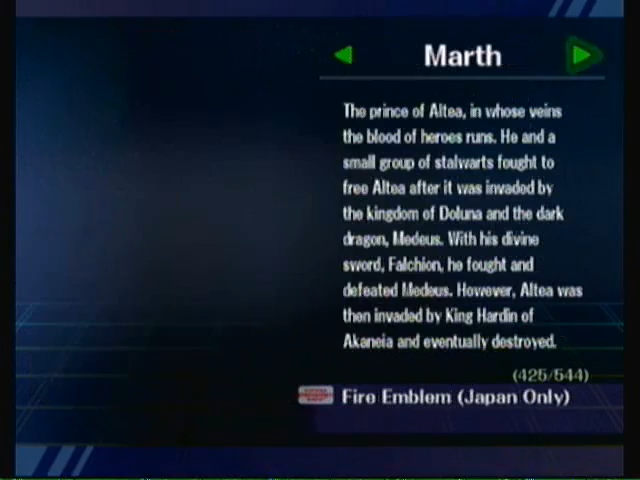 Marth
The prince of Altea, in whose veins
the blood of heroes runs. He and a
small group of stalwarts fought to
free Altea after it was invaded by
the kingdom of Doluna and the dark
dragon, Medeus. With his divine
sword, Falchion, he fought and
defeated Medeus. However, Altea was
then invaded by King Hardin of
Akaneia and eventually destroyed.
(425/544)
Fire Emblem (Japan Only)